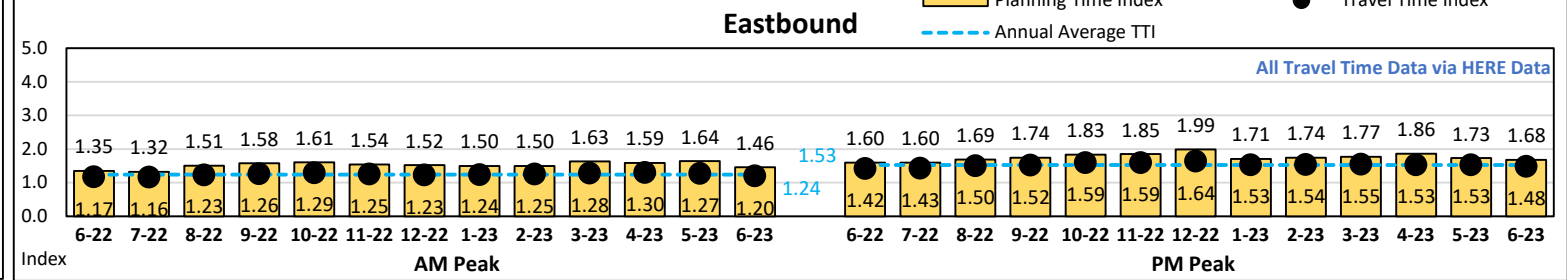 Planning Time Index
Travel Time Index
Eastbound
Annual Average TTI
5.0
All Travel Time Data via HERE Data
4.0
3.0
2.0
1.0
0.0
1.35 1.32 1.51 1.58 1.61 1.54 1.52 1.50 1.50 1.63 1.59 1.64 1.46
1.53
1.60 1.60 1.69 1.74 1.83 1.85 1.99 1.71 1.74 1.77 1.86 1.73 1.68
1.17 1.16 1.23 1.26 1.29 1.25 1.23 1.24 1.25 1.28 1.30 1.27 1.20
1.24
1.42 1.43 1.50 1.52 1.59 1.59 1.64 1.53 1.54 1.55 1.53 1.53 1.48
6-22 7-22 8-22 9-22 10-22 11-22 12-22 1-23 2-23 3-23 4-23 5-23 6-23
6-22 7-22 8-22 9-22 10-22 11-22 12-22 1-23 2-23 3-23 4-23 5-23 6-23
Index
AM Peak
PM Peak